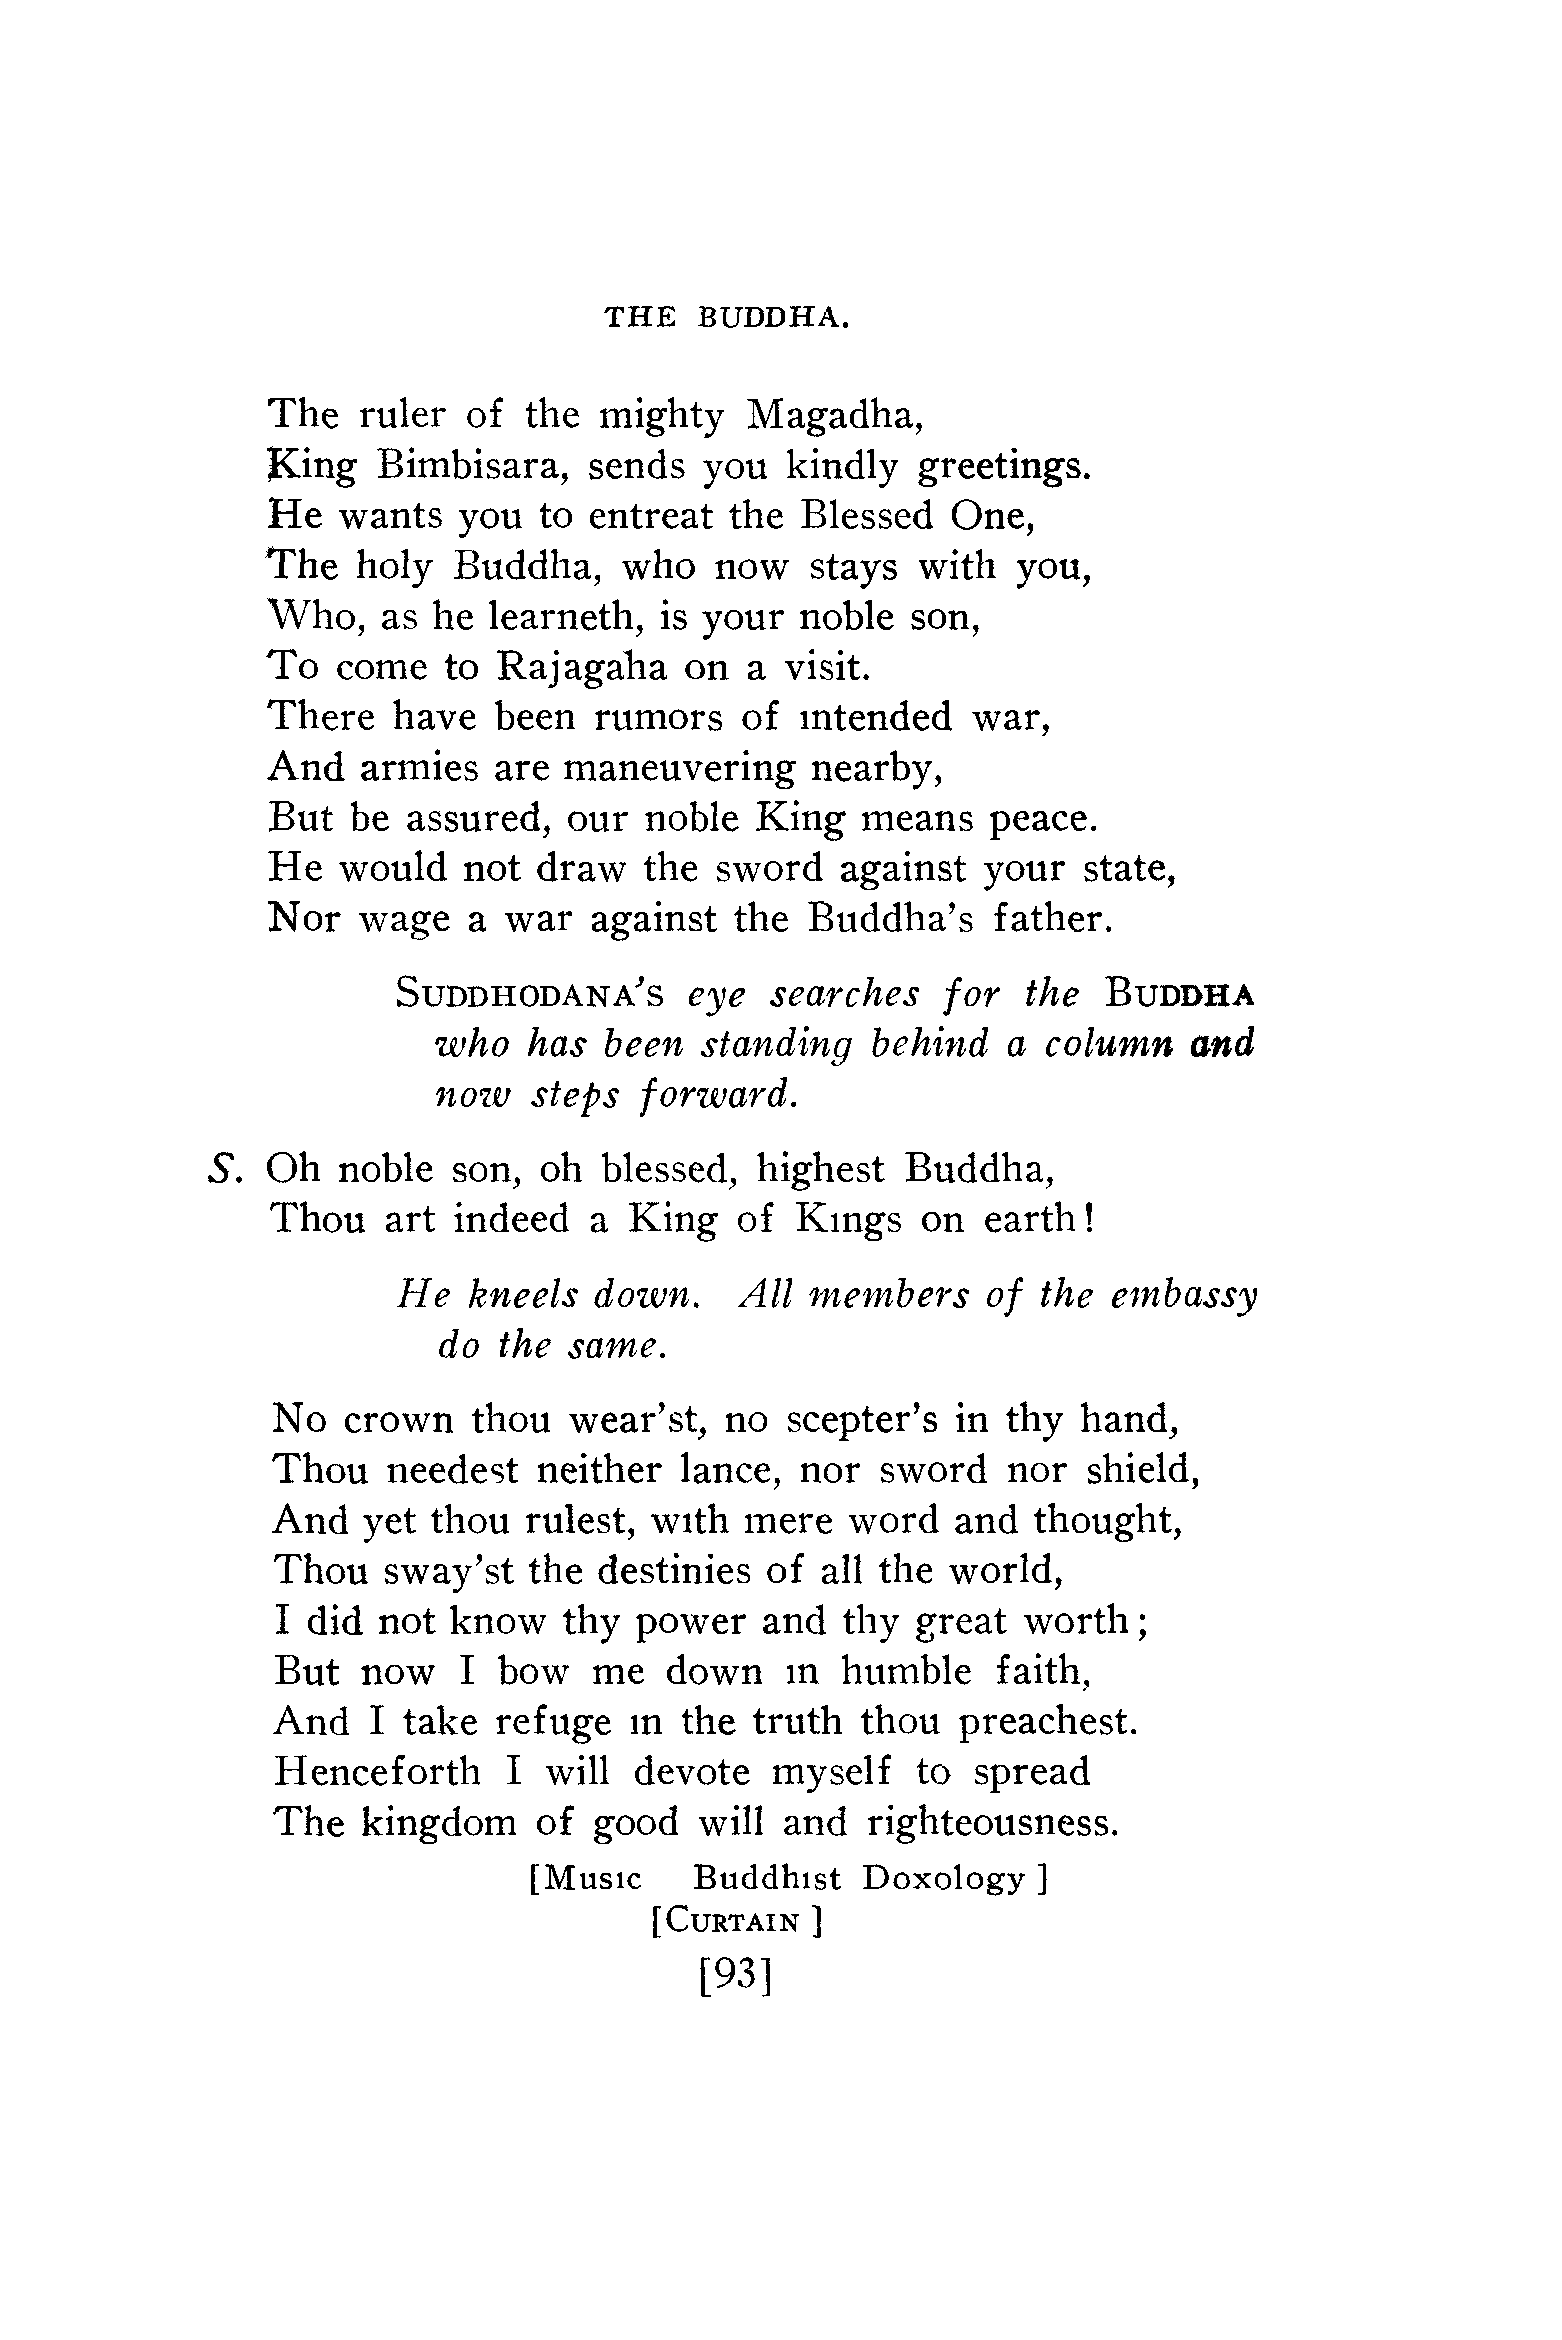 THE BUDDHA.
The ruler of the mighty Magadha,
King Bimbisara, sends you kindly greetings.
He wants you to entreat the Blessed One,
The holy Buddha, who now stays with you,
Who, as he learneth, is your noble son,
To come to Rajagaha on a visit.
There have been rumors of intended war,
And armies are maneuvering nearby,
But be assured, our noble King means peace.
He would not draw the sword against your state,
Nor wage a war against the Buddha's father.
SUDDHODANA'S eye searches for the BUDDHA
who has been standing behind a column and
now steps forward.
S. Oh noble son, oh blessed, highest Buddha,
Thou art indeed a King of Kings on earth!
He kneels down. All members of the embassy
do the same.
No crown thou wear'st, no scepter's in thy hand,
Thou needest neither lance, nor sword nor shield,
And yet thou rulest, with mere word and thought,
Thou sway'st the destinies of all the world,
I did not know thy power and thy great worth;
But now I bow me down in humble faith,
And I take refuge in the truth thou preachest.
Henceforth I will devote myself to spread
The kingdom of good will and righteousness.
[Music Buddhist Doxology ]
[CURTAIN ]
[93]